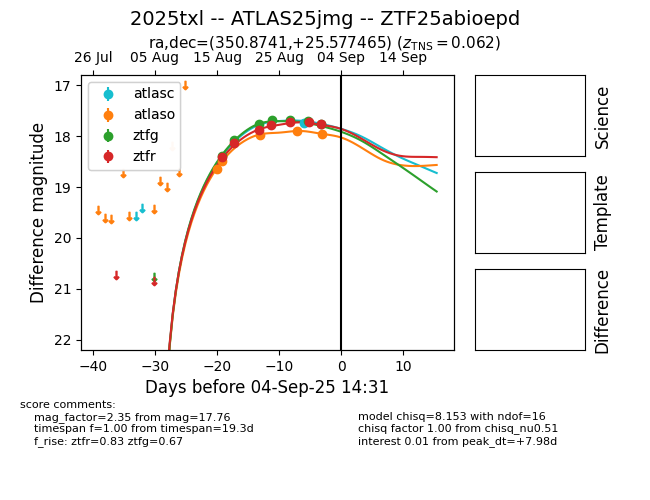 2025txl -- ATLAS25jmg -- ZTF25abioepd
ra,dec=(350.8741,+25.577465) (zTNS = 0.062)
26 Jul 05 Aug 15 Aug 25 Aug 04 Sep 14 Sep
17
18
19
20
21
22
Difference magnitude
atlasc
atlaso
ztfg
ztfr
−40 −30 −20 −10 0 10
Days before 04-Sep-25 14:31
Science
Template
Difference
score comments:
mag_factor=2.35 from mag=17.76
timespan f=1.00 from timespan=19.3d
f_rise: ztfr=0.83 ztfg=0.67
model chisq=8.153 with ndof=16
chisq factor 1.00 from chisq_nu0.51
interest 0.01 from peak_dt=+7.98d